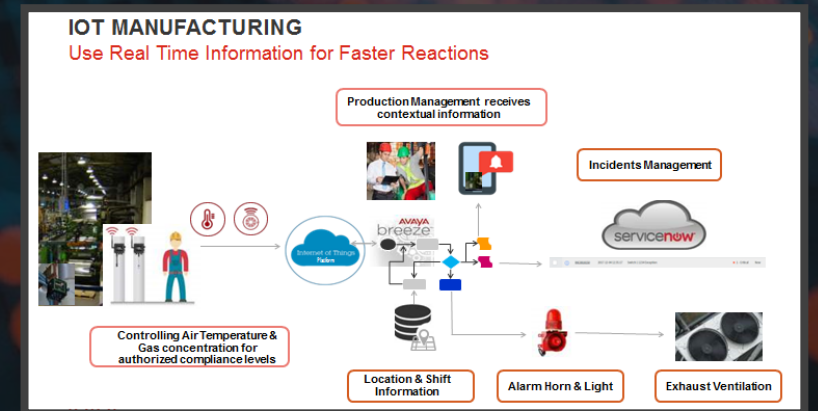 IOT MANUFACTURING
Use Real Time Information for Faster Reactions
Production Management receives
contextual information
Incidents Management
AVAYA
breeze
Internet of Things
Platform
servicenow
Controlling Air Temperature &
Gas concentration for
authorized compliance levels
Location & Shift
Information
Alarm Horn & Light
Exhaust Ventilation